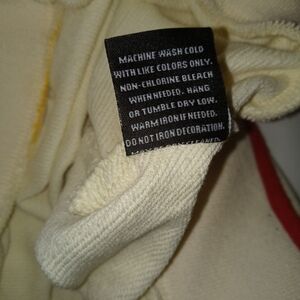 MACHINE WASH COLD
WITH LIKE COLORS ONLY.
NON-CHLORINE BLEACH
WHEN NEEDED. HANG
OR TUMBLE DRY LOW.
WARM IRON IF NEEDED.
DO NOT IRON DECORATION.